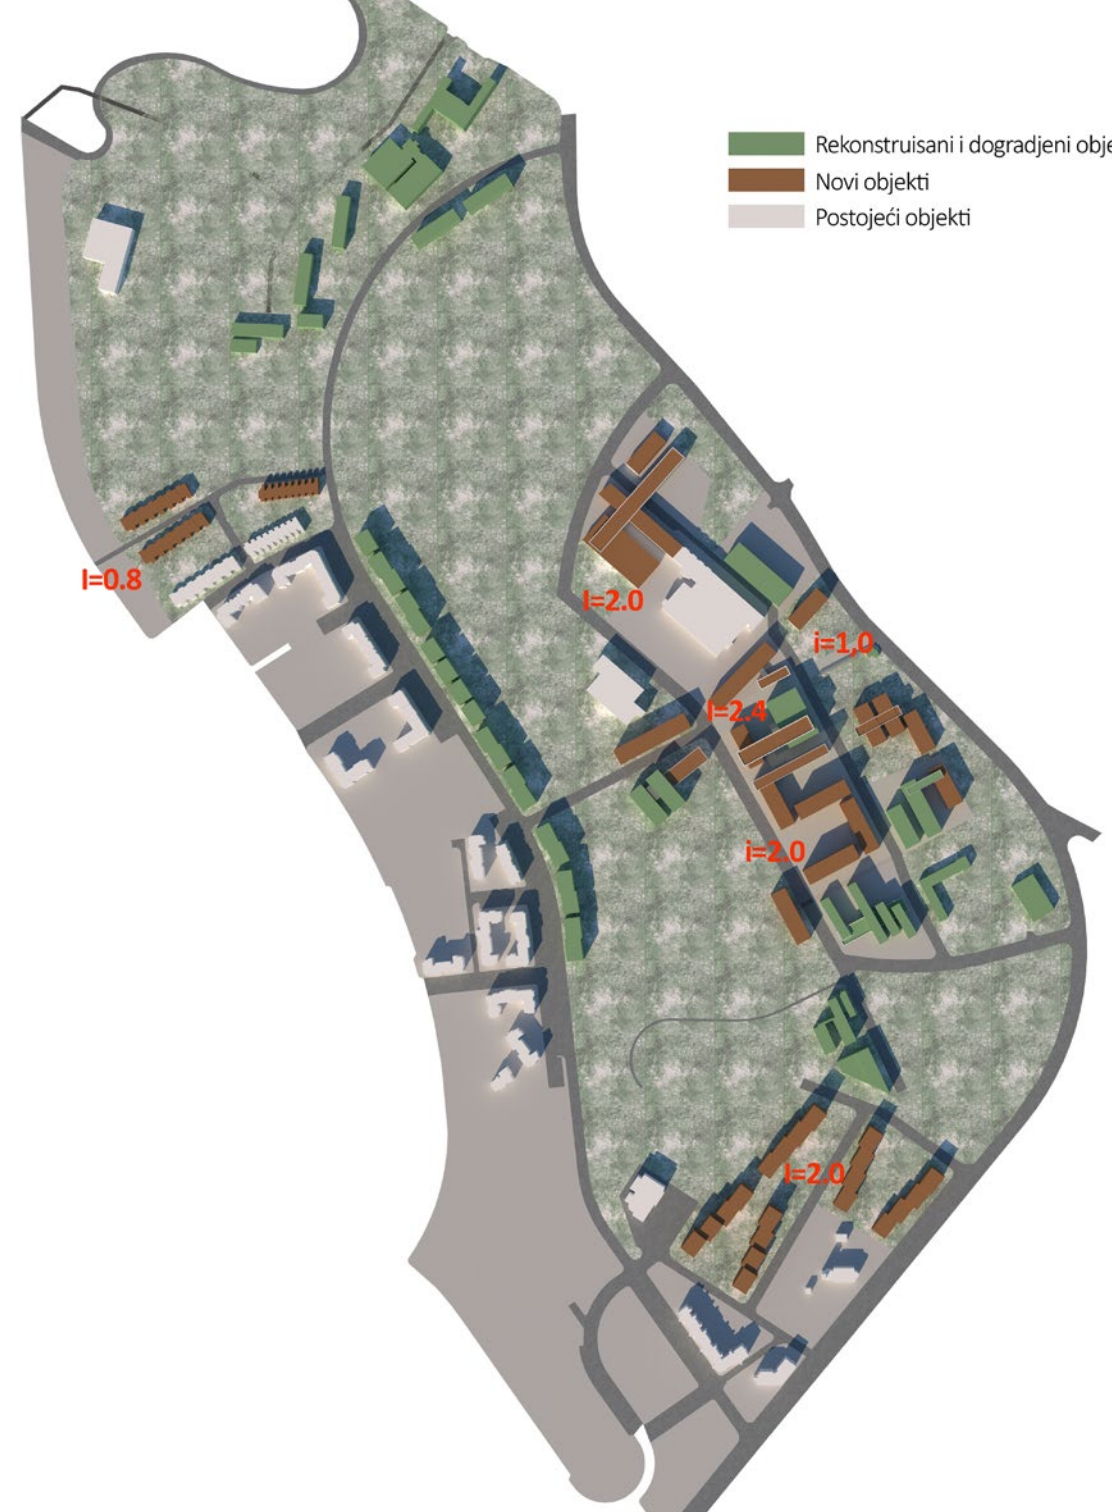 Rekonstruisani i dogradjeni obje
Novi objekti
Postojeći objekti
I=0.8
I=2.0
i=1,0
I=2.4
i=2.0
I=2.0